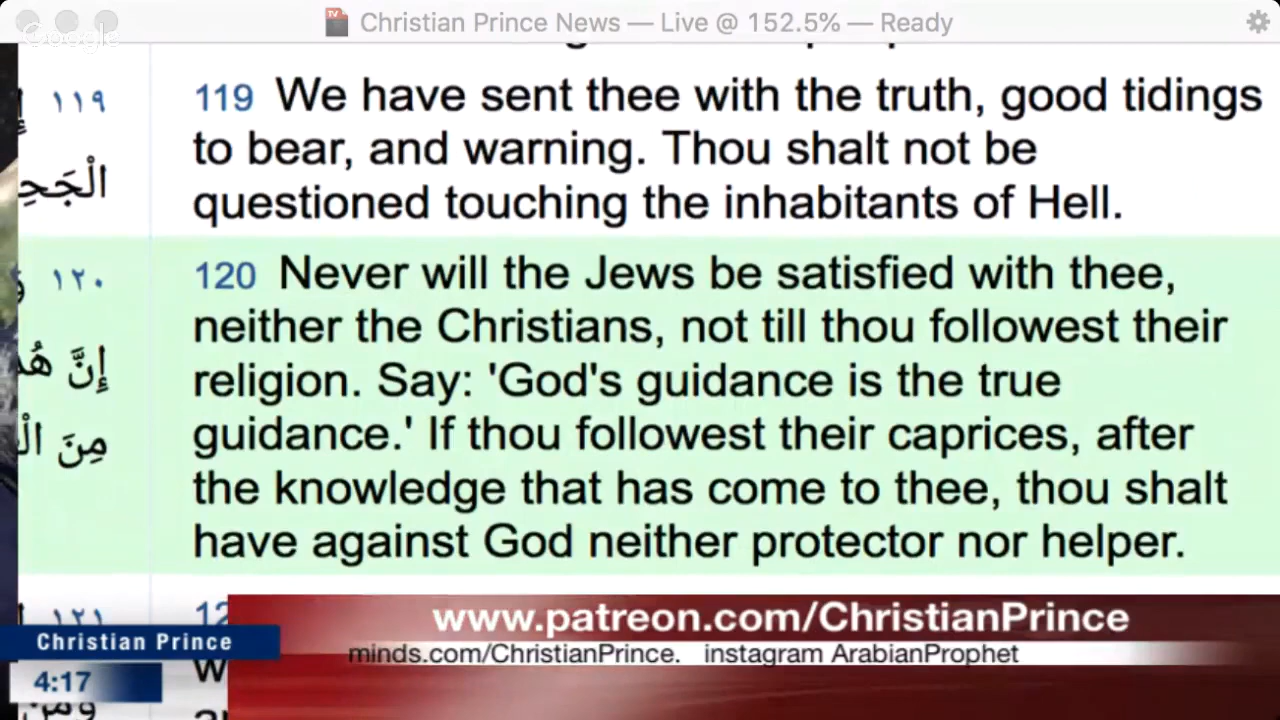 Christian Prince News — Live @ 152.5% — Ready
Google
١١٩
الْجَحِ
119 We have sent thee with the truth, good tidings
to bear, and warning. Thou shalt not be
questioned touching the inhabitants of Hell.
١٢٠
إِنَّ هُ
مِنَ الْ
120 Never will the Jews be satisfied with thee,
neither the Christians, not till thou followest their
religion. Say: 'God's guidance is the true
guidance.' If thou followest their caprices, after
the knowledge that has come to thee, thou shalt
have against God neither protector nor helper.
١٢١
12
www.patreon.com/ChristianPrince
Christian Prince
minds.com/ChristianPrince. instagram ArabianProphet
4:17